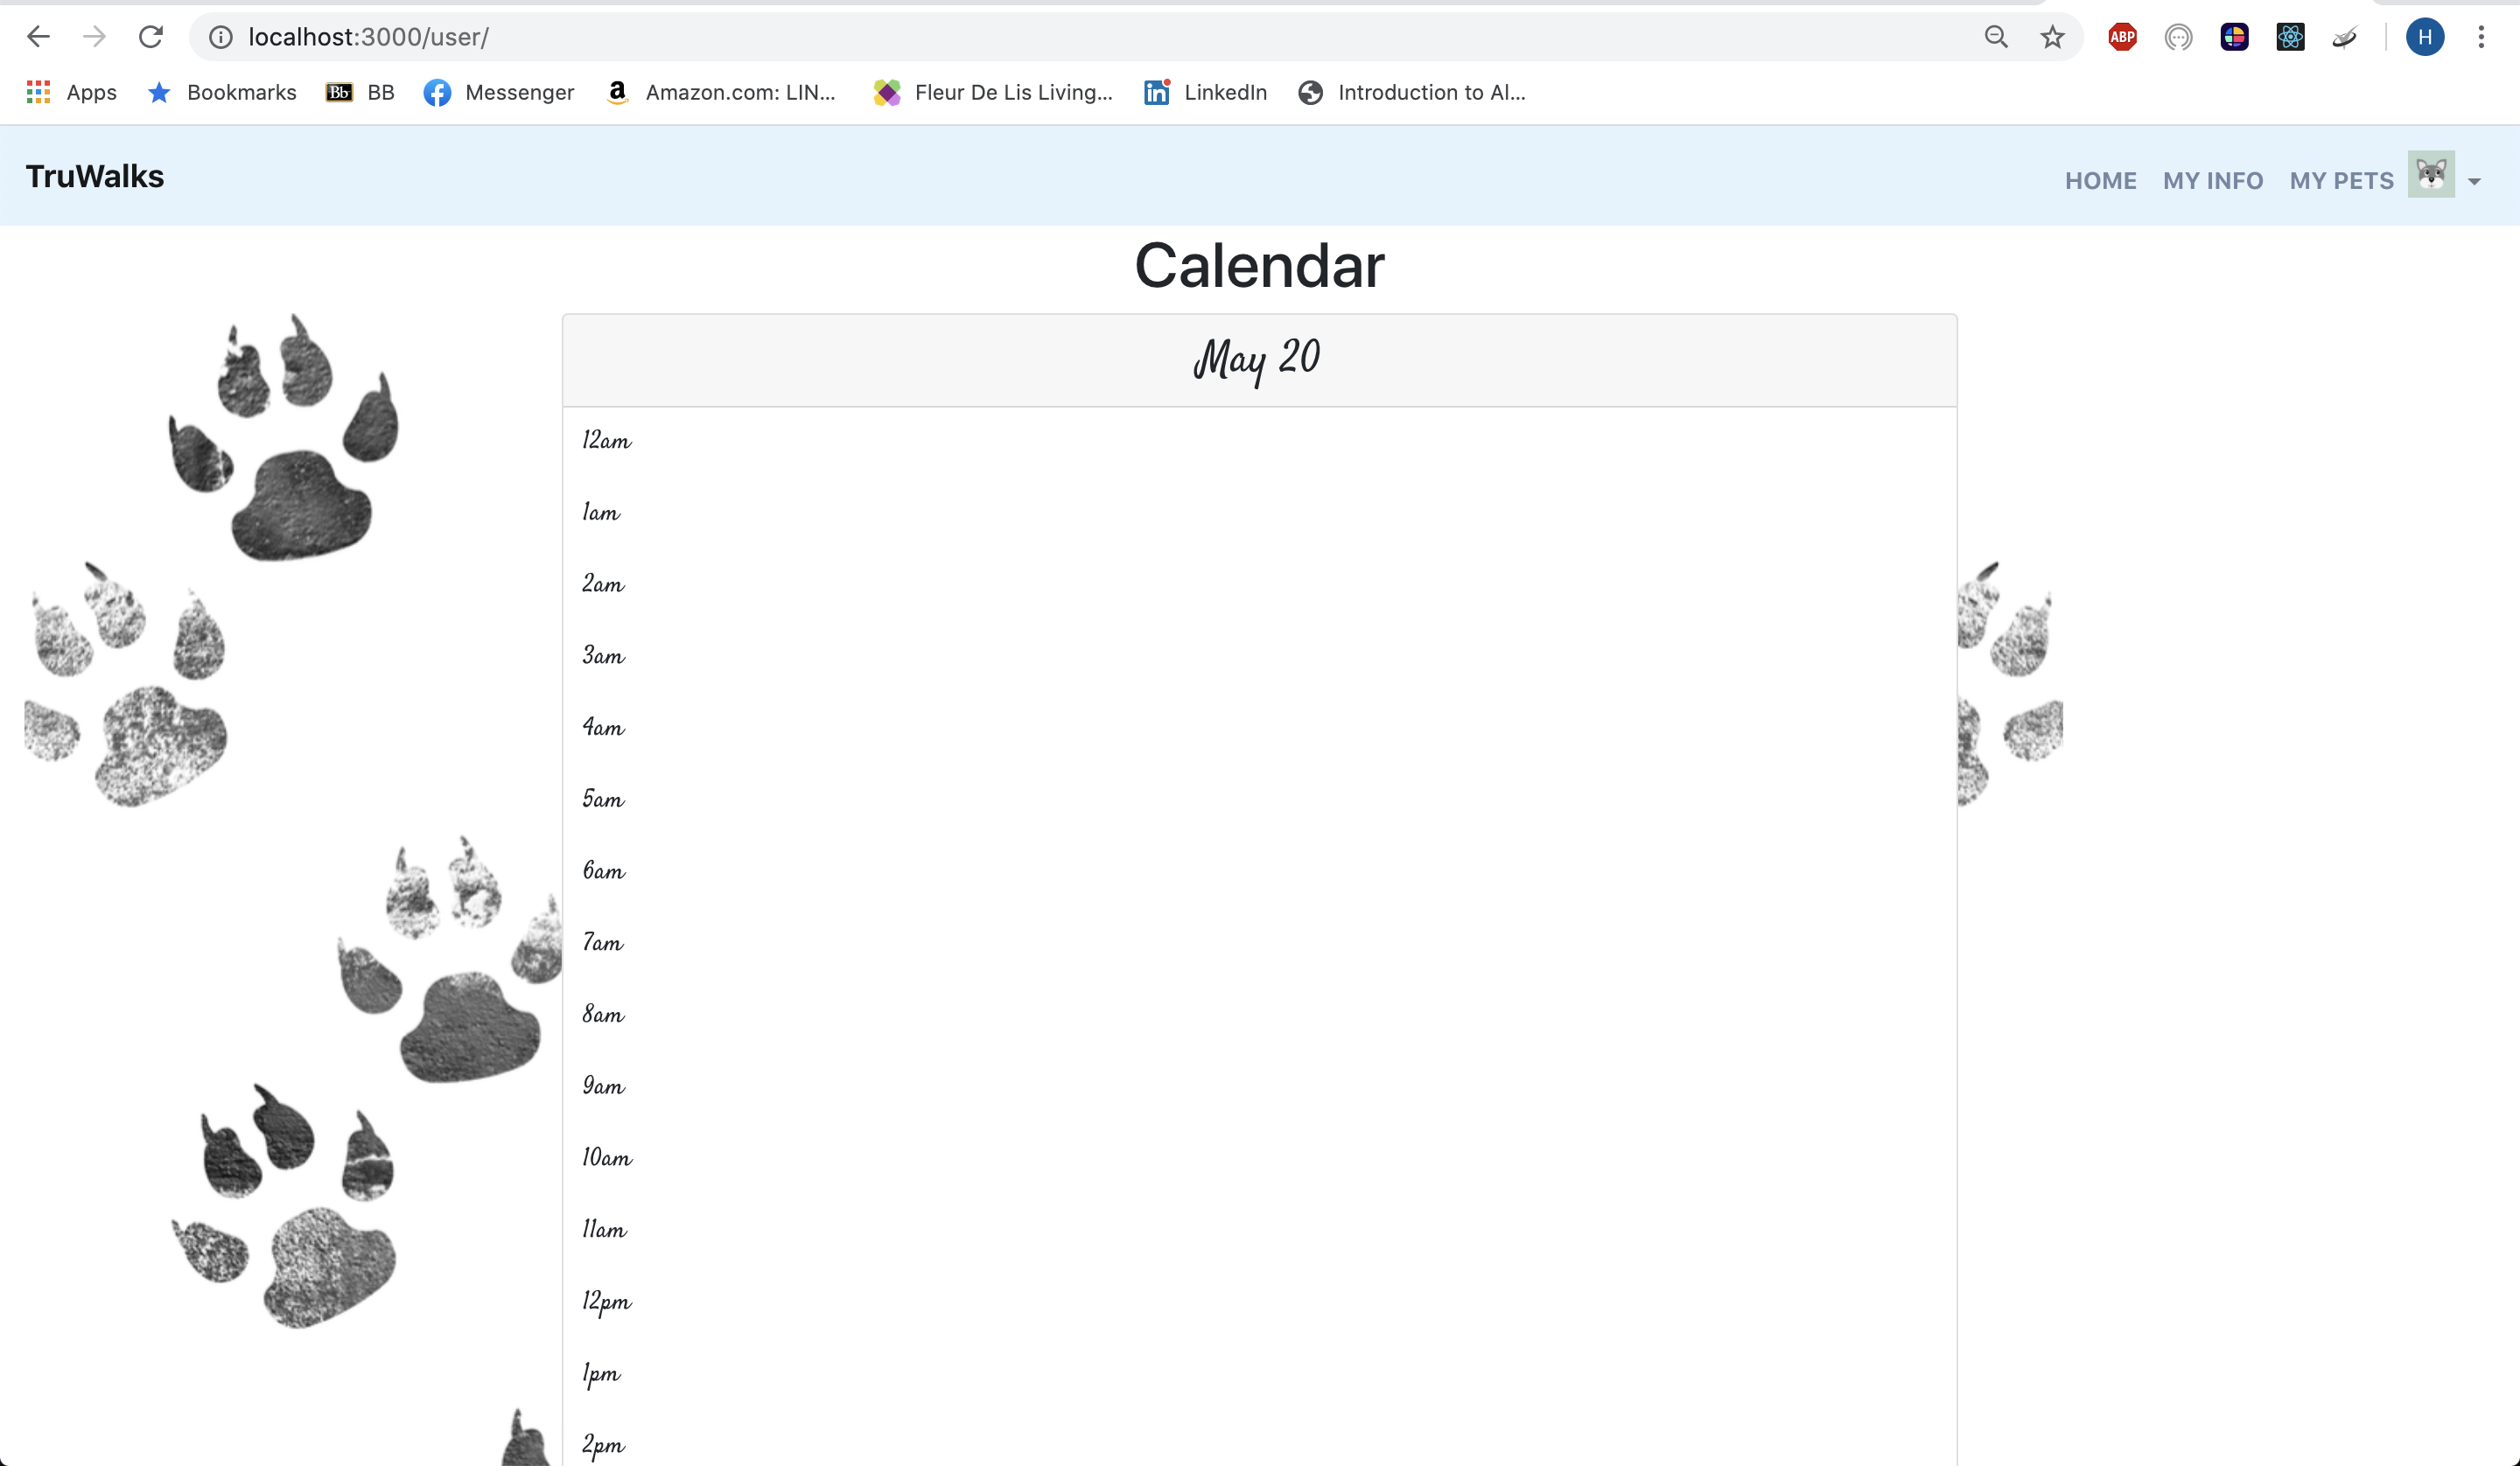 localhost:3000/user/
ABP
H
Apps Bookmarks Bb BB Messenger Amazon.com: LIN... Fleur De Lis Living... LinkedIn Introduction to Al...
TruWalks HOME MY INFO MY PETS
Calendar
May 20
12am
1am
2am
3am
4am
5am
6am
7am
8am
9am
10am
11am
12pm
1pm
2pm